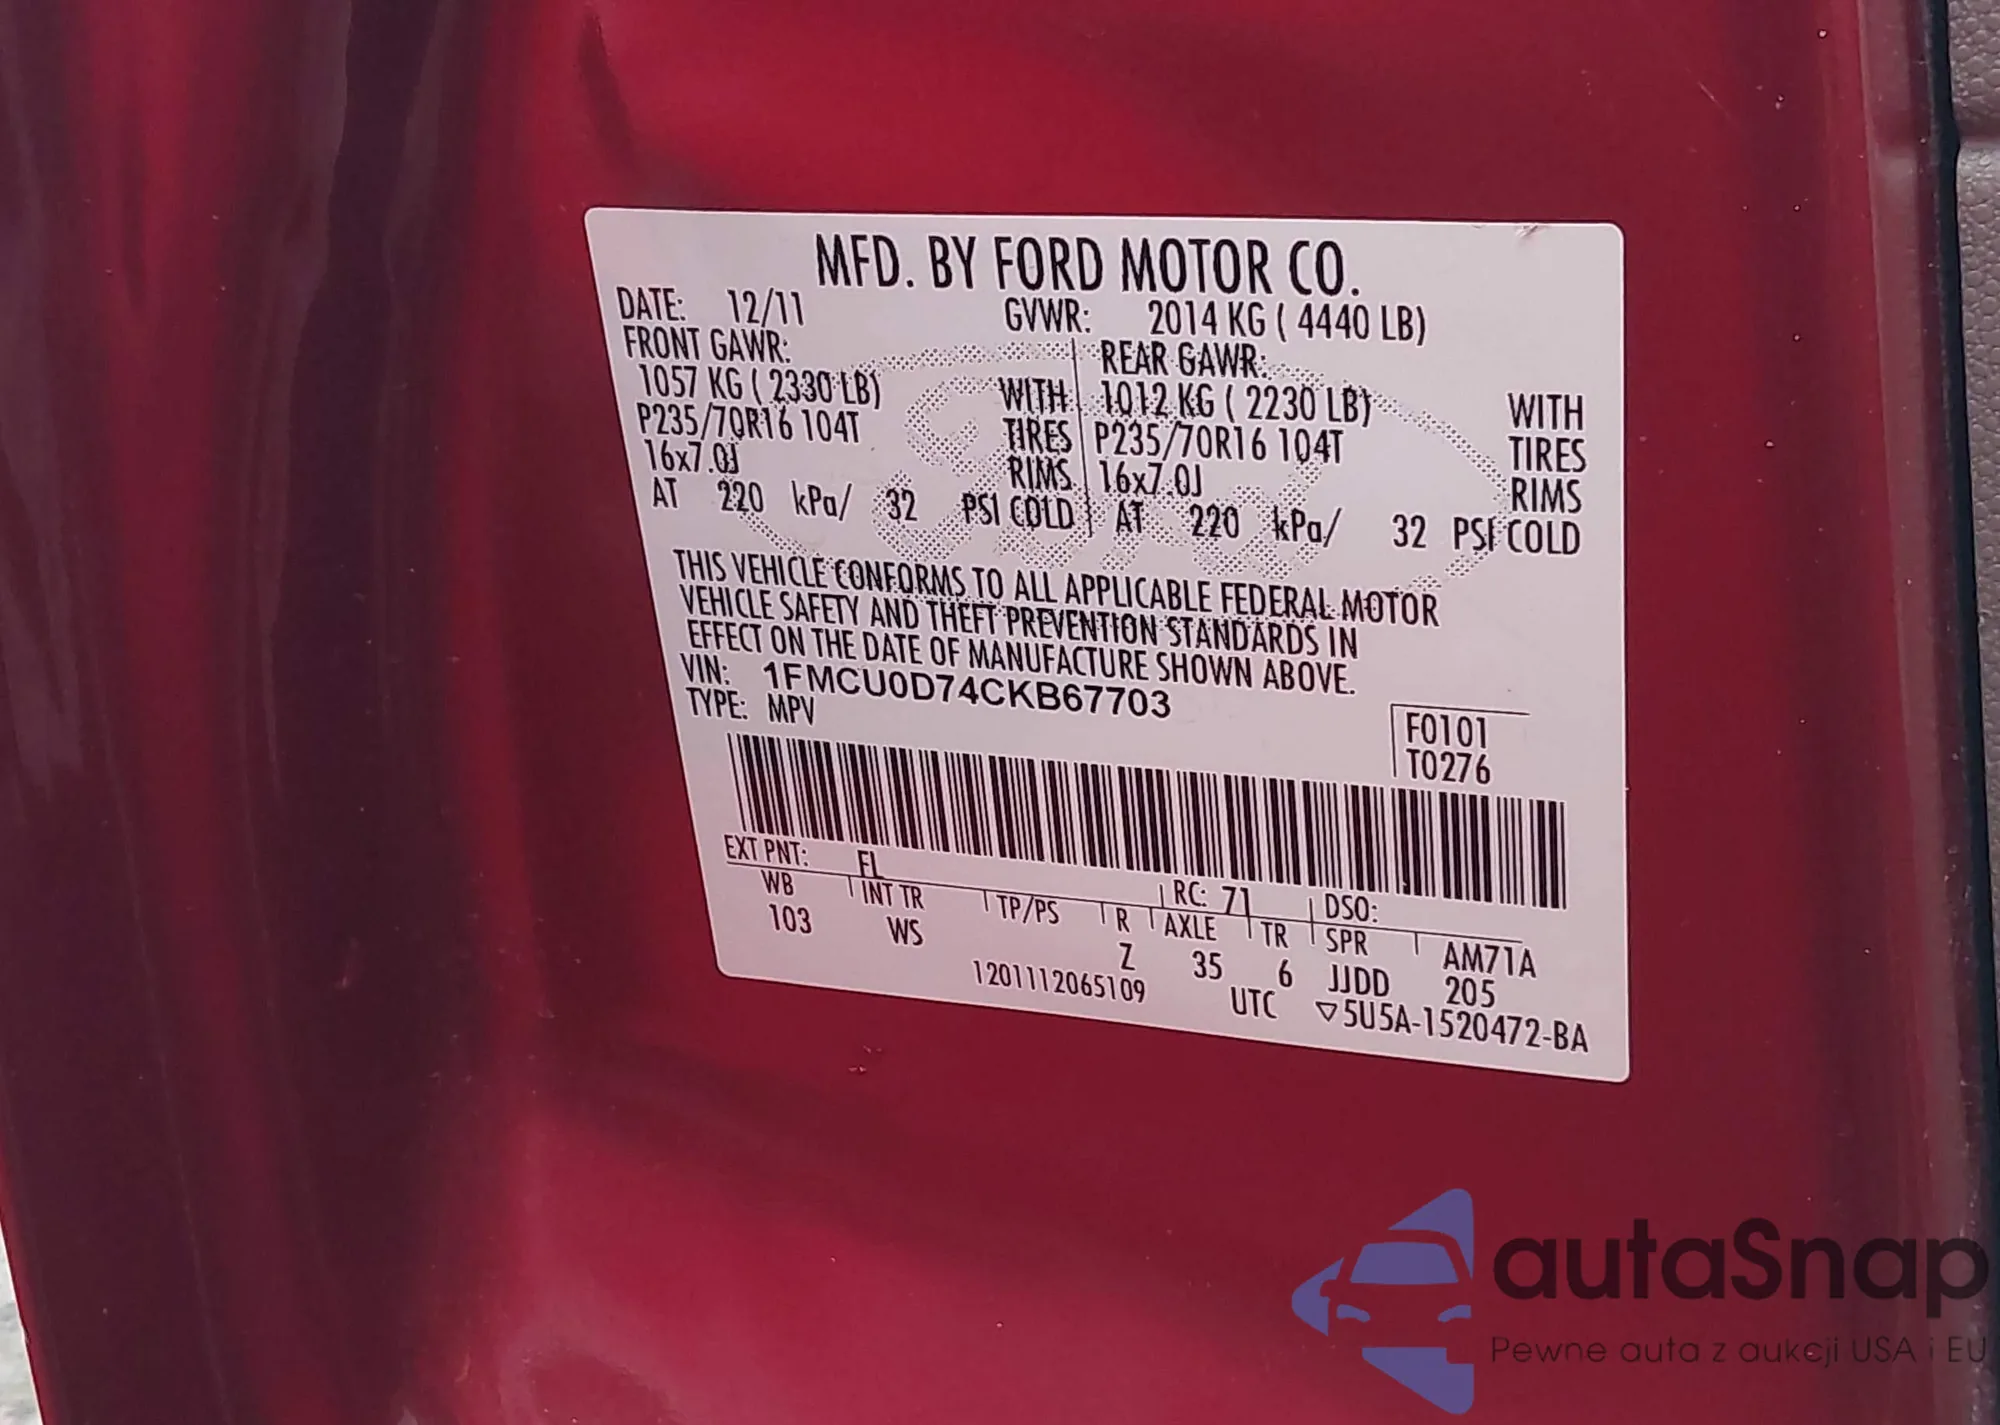 MFD. BY FORD MOTOR CO.
DATE: 12/11 GVWR: 2014 KG ( 4440 LB)
FRONT GAWR: REAR GAWR:
1057 KG ( 2330 LB) WITH 1012 KG ( 2230 LB) WITH
P235/70R16 104T TIRES P235/70R16 104T TIRES
16x7.0J RIMS 16x7.0J RIMS
AT 220 kPa/ 32 PSI COLD AT 220 kPa/ 32 PSI COLD
THIS VEHICLE CONFORMS TO ALL APPLICABLE FEDERAL MOTOR
VEHICLE SAFETY AND THEFT PREVENTION STANDARDS IN
EFFECT ON THE DATE OF MANUFACTURE SHOWN ABOVE.
VIN: 1FMCU0D74CKB67703
TYPE: MPV
F0101
T0276
EXT PNT: FL RC: 71 DSO:
WB INT TR TP/PS R AXLE TR SPR AM71A
103 WS Z 35 6 JJDD 205
1201112065109 UTC ▽5U5A-1520472-BA
autaSnap
Pewne auta z aukcji USA i EU